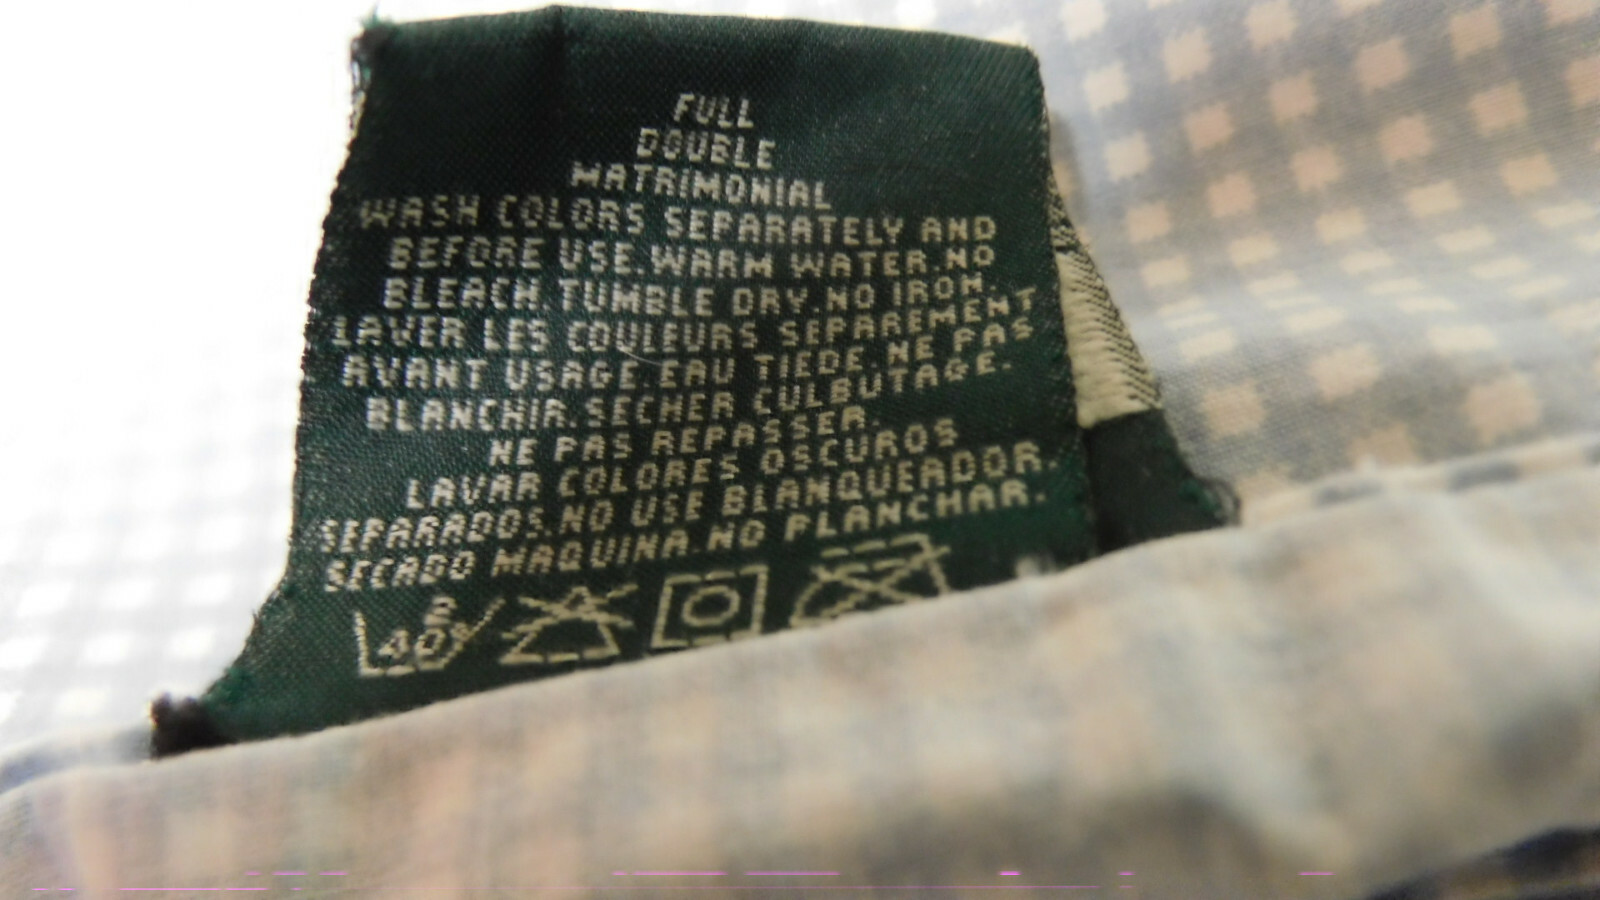 FULL
DOUBLE
MATRIMONIAL
WASH COLORS SEPARATELY AND
BEFORE USE.WARM WATER.NO
BLEACH.TUMBLE DRY.NO IRON.
LAVER LES COULEURS SEPAREMENT
AVANT USAGE.EAU TIEDE.NE PAS
BLANCHIR.SECHER CULBUTAGE.
NE PAS REPASSER.
LAVAR COLORES OSCUROS
SEPARADOS.NO USE BLANQUEADOR.
SECADO MAQUINA.NO PLANCHAR.
40°